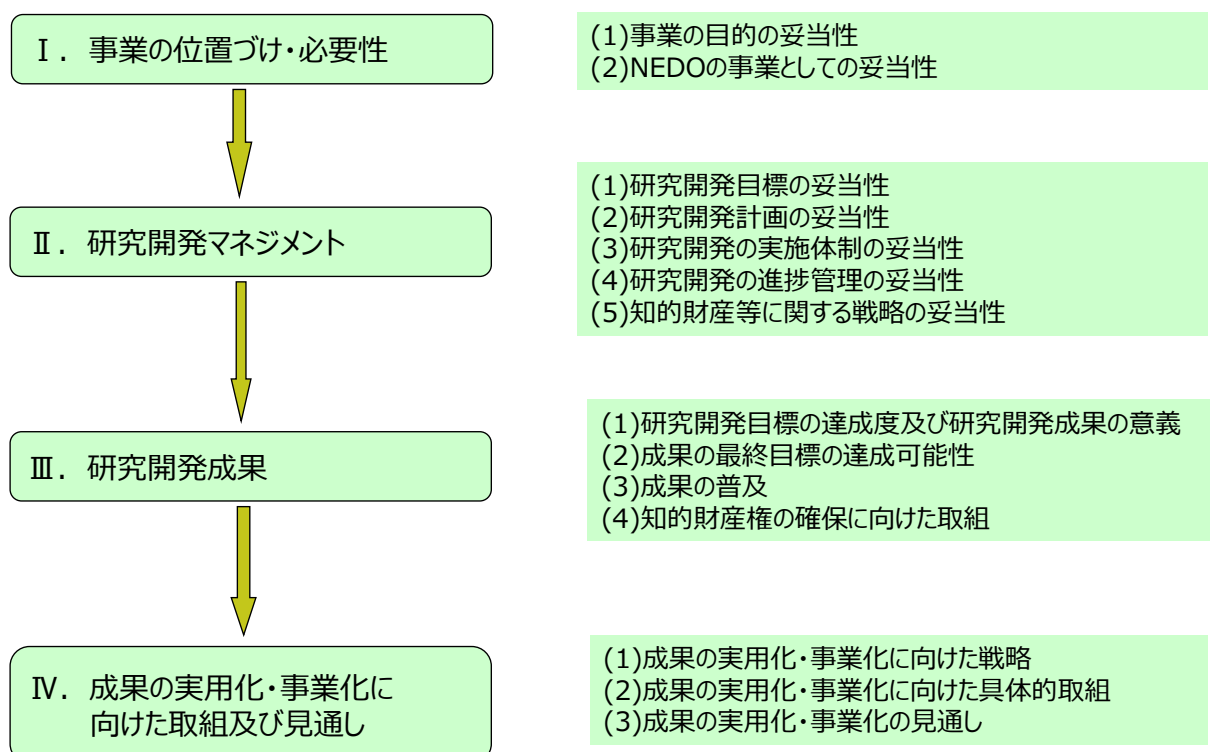 Ⅰ. 事業の位置づけ・必要性
(1)事業の目的の妥当性
(2)NEDOの事業としての妥当性
Ⅱ. 研究開発マネジメント
(1)研究開発目標の妥当性
(2)研究開発計画の妥当性
(3)研究開発の実施体制の妥当性
(4)研究開発の進捗管理の妥当性
(5)知的財産等に関する戦略の妥当性
Ⅲ. 研究開発成果
(1)研究開発目標の達成度及び研究開発成果の意義
(2)成果の最終目標の達成可能性
(3)成果の普及
(4)知的財産権の確保に向けた取組
Ⅳ. 成果の実用化・事業化に
向けた取組及び見通し
(1)成果の実用化・事業化に向けた戦略
(2)成果の実用化・事業化に向けた具体的取組
(3)成果の実用化・事業化の見通し